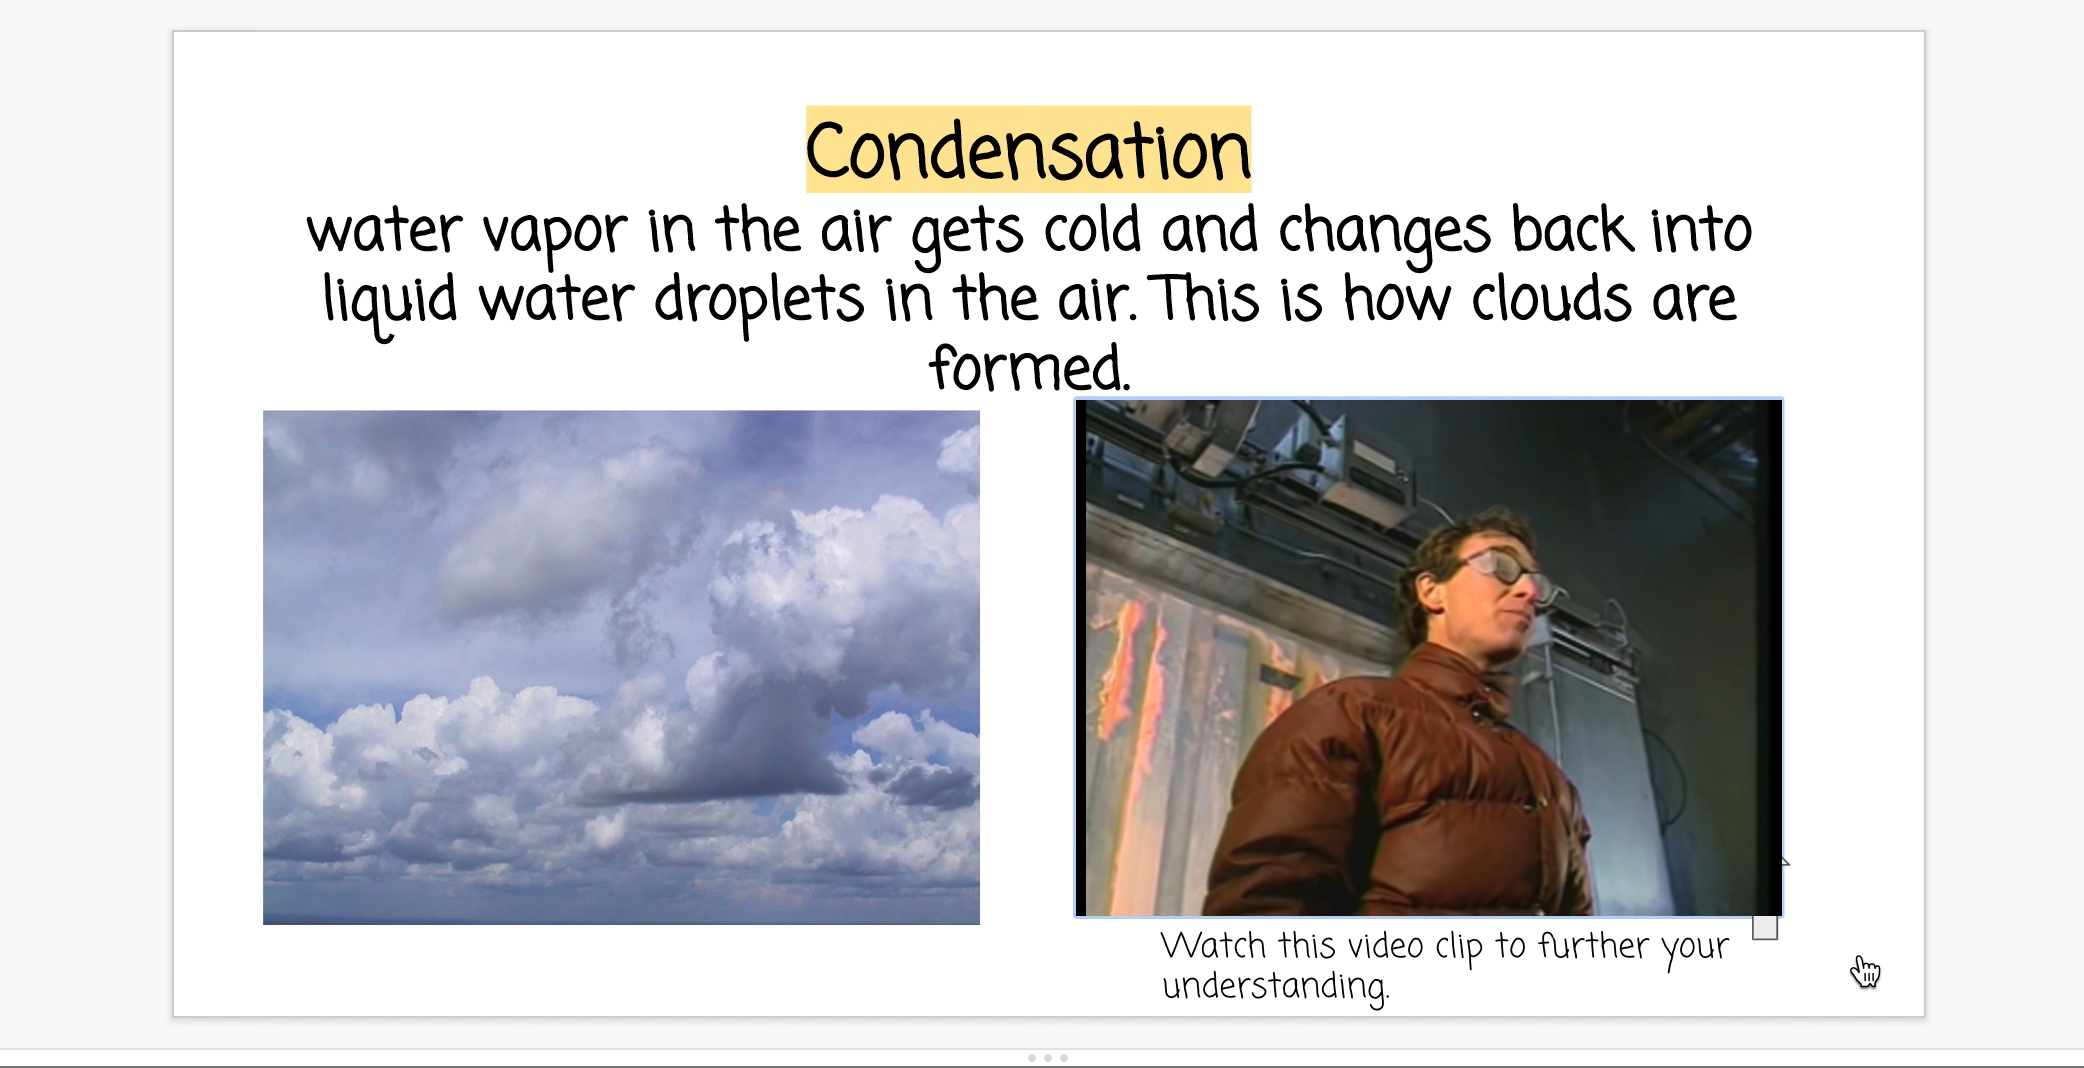 Condensation
water vapor in the air gets cold and changes back into
liquid water droplets in the air. This is how clouds are
formed.
Watch this video clip to further your
understanding.